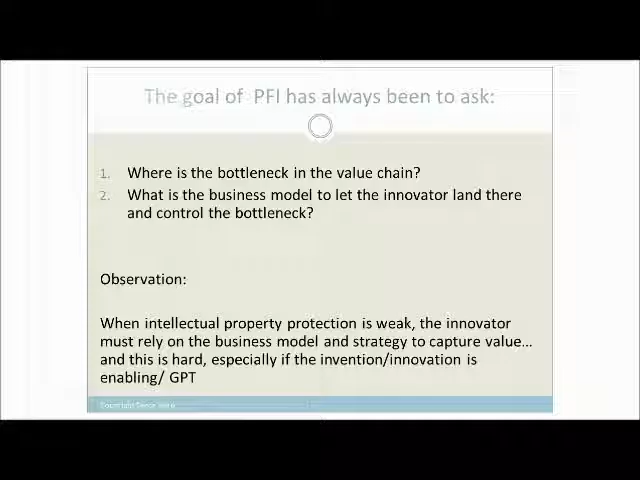 The goal of PFI has always been to ask:
1. Where is the bottleneck in the value chain?
2. What is the business model to let the innovator land there
and control the bottleneck?
Observation:
When intellectual property protection is weak, the innovator
must rely on the business model and strategy to capture value...
and this is hard, especially if the invention/innovation is
enabling/ GPT
Copyright